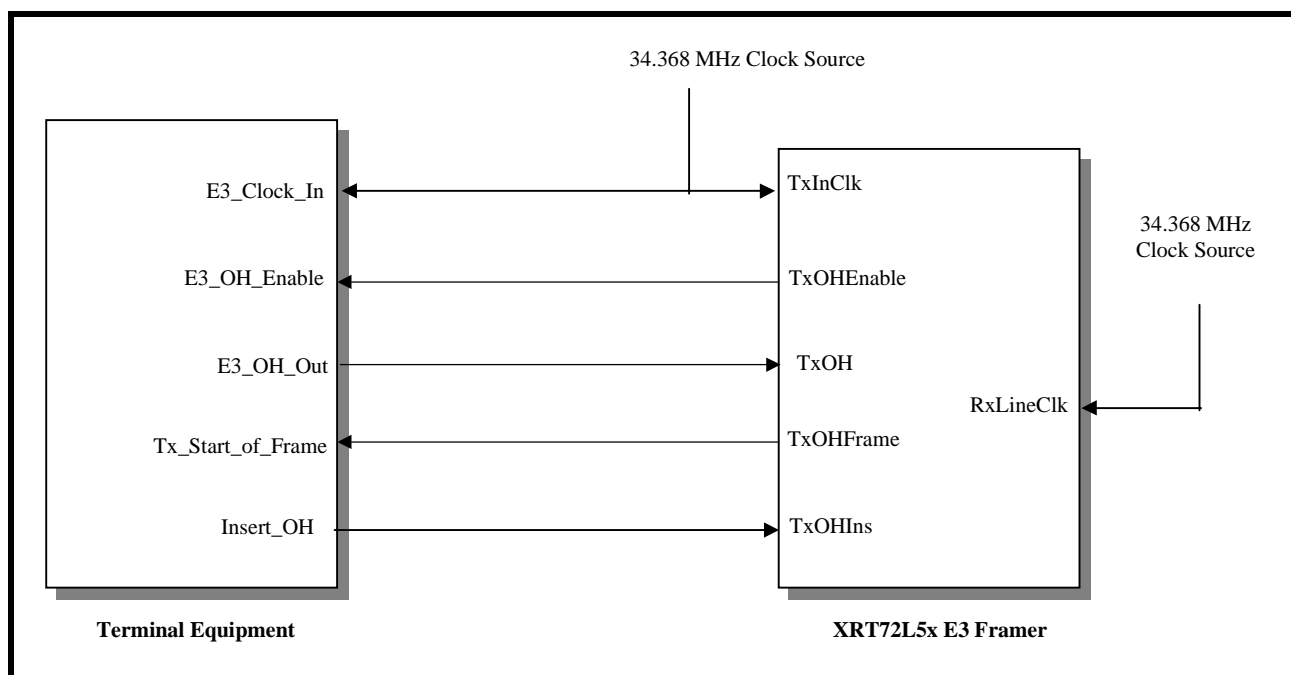 34.368 MHz Clock Source
E3_Clock_In
TxInClk
34.368 MHz
Clock Source
E3_OH_Enable
TxOHEnable
E3_OH_Out
TxOH
RxLineClk
Tx_Start_of_Frame
TxOHFrame
Insert_OH
TxOHIns
Terminal Equipment
XRT72L5x E3 Framer